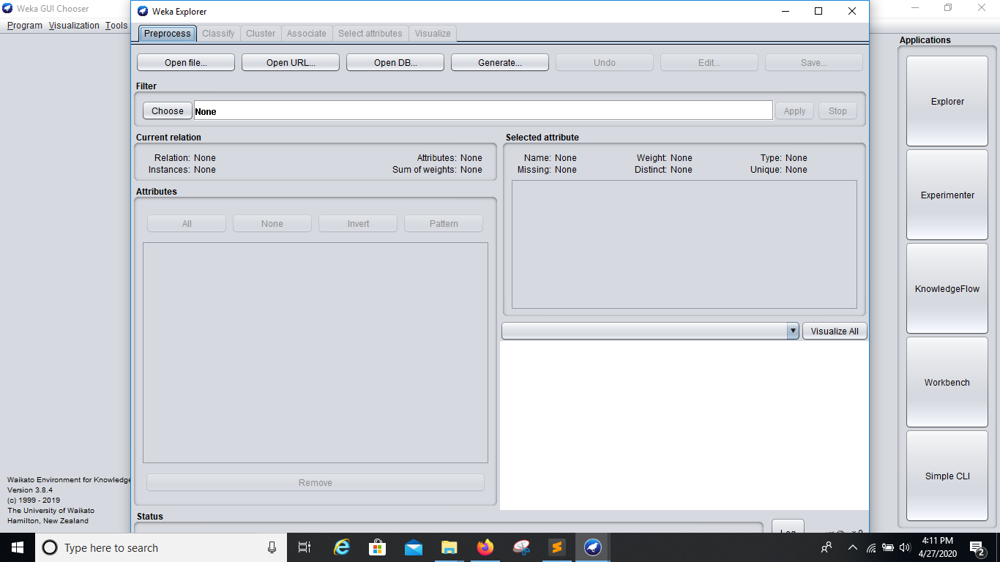 Weka GUI Chooser
Program Visualization Tools
Weka Explorer
Preprocess Classify Cluster Associate Select attributes Visualize
Open file... Open URL... Open DB... Generate... Undo Edit... Save...
Filter
Choose None Apply Stop
Current relation
Relation: None Attributes: None
Instances: None Sum of weights: None
Attributes
All None Invert Pattern
Remove
Selected attribute
Name: None Weight: None Type: None
Missing: None Distinct: None Unique: None
Visualize All
Status
Log x 0
Applications
Explorer
Experimenter
KnowledgeFlow
Workbench
Simple CLI
Waikato Environment for Knowledge
Version 3.8.4
(c) 1999 - 2019
The University of Waikato
Hamilton, New Zealand
Type here to search
4:11 PM
4/27/2020
2